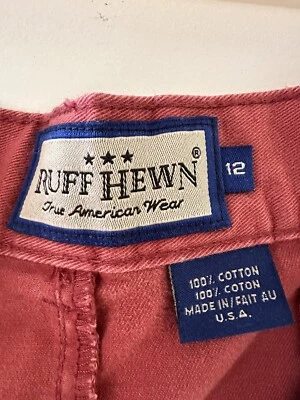 ★★★
RUFF HEWN®
True American Wear
12
100% COTTON
100% COTON
MADE IN/FAIT AU
U.S.A.